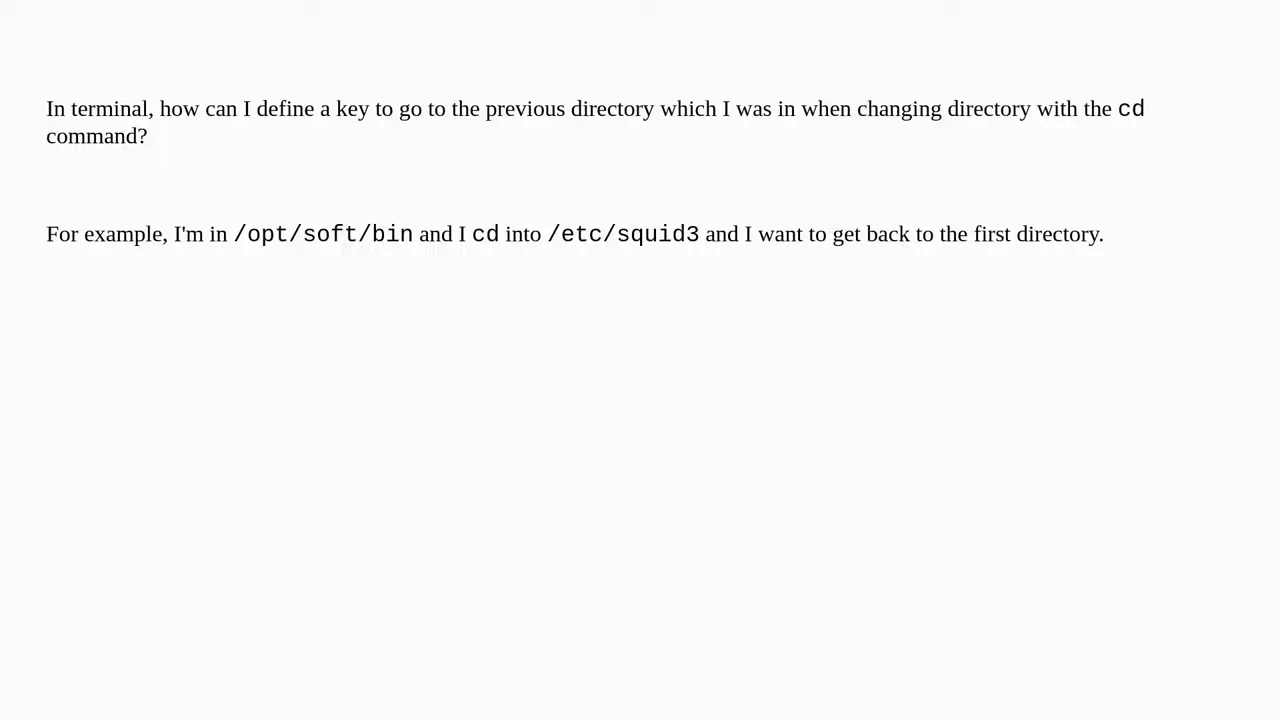 In terminal, how can I define a key to go to the previous directory which I was in when changing directory with the cd
command?
For example, I'm in /opt/soft/bin and I cd into /etc/squid3 and I want to get back to the first directory.